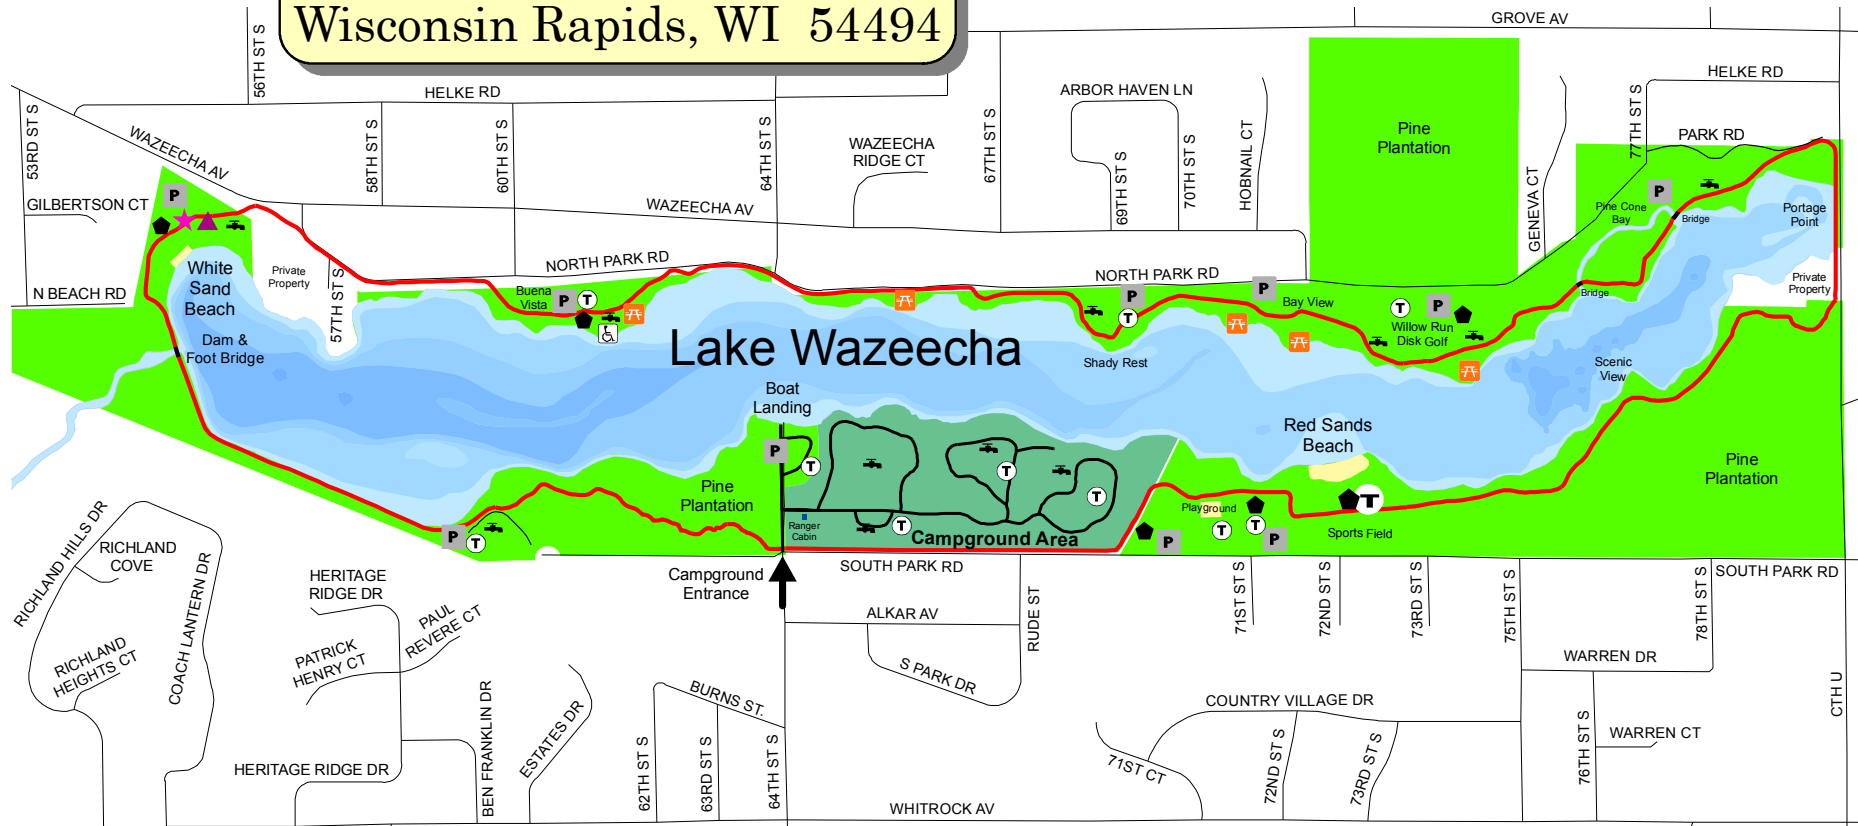 Wisconsin Rapids, WI 54494
GROVE AV
56TH ST S
HELKE RD
HELKE RD
53RD ST S
WAZEECHA AV
58TH ST S
60TH ST S
64TH ST S
WAZEECHA
RIDGE CT
67TH ST S
ARBOR HAVEN LN
69TH ST S
70TH ST S
HOBNAIL CT
Pine
Plantation
GENEVA CT
77TH ST S
PARK RD
GILBERTSON CT
P
WAZEECHA AV
P
Pine Cone
Bay
Bridge
Portage
Point
N BEACH RD
White
Sand
Beach
Private
Property
57TH ST S
NORTH PARK RD
NORTH PARK RD
Buena
Vista
P
T
P
T
P
Bay View
T
P
Willow Run
Disk Golf
Bridge
Private
Property
Dam &
Foot Bridge
Lake Wazeecha
Shady Rest
Scenic
View
Boat
Landing
Red Sands
Beach
P
T
T
T
Pine
Plantation
Pine
Plantation
Ranger
Cabin
T
Campground Area
Playground
T
T
T
P
P
Sports Field
P
T
RICHLAND HILLS DR
RICHLAND
COVE
COACH LANTERN DR
RICHLAND
HEIGHTS CT
HERITAGE
RIDGE DR
PAUL
REVERE CT
PATRICK
HENRY CT
Campground
Entrance
SOUTH PARK RD
SOUTH PARK RD
ALKAR AV
RUDE ST
S PARK DR
71ST ST S
72ND ST S
73RD ST S
75TH ST S
78TH ST S
WARREN DR
CTH U
HERITAGE RIDGE DR
BEN FRANKLIN DR
ESTATES DR
BURNS ST.
62TH ST S
63RD ST S
64TH ST S
COUNTRY VILLAGE DR
71ST CT
72ND ST S
73RD ST S
76TH ST S
WARREN CT
WHITROCK AV